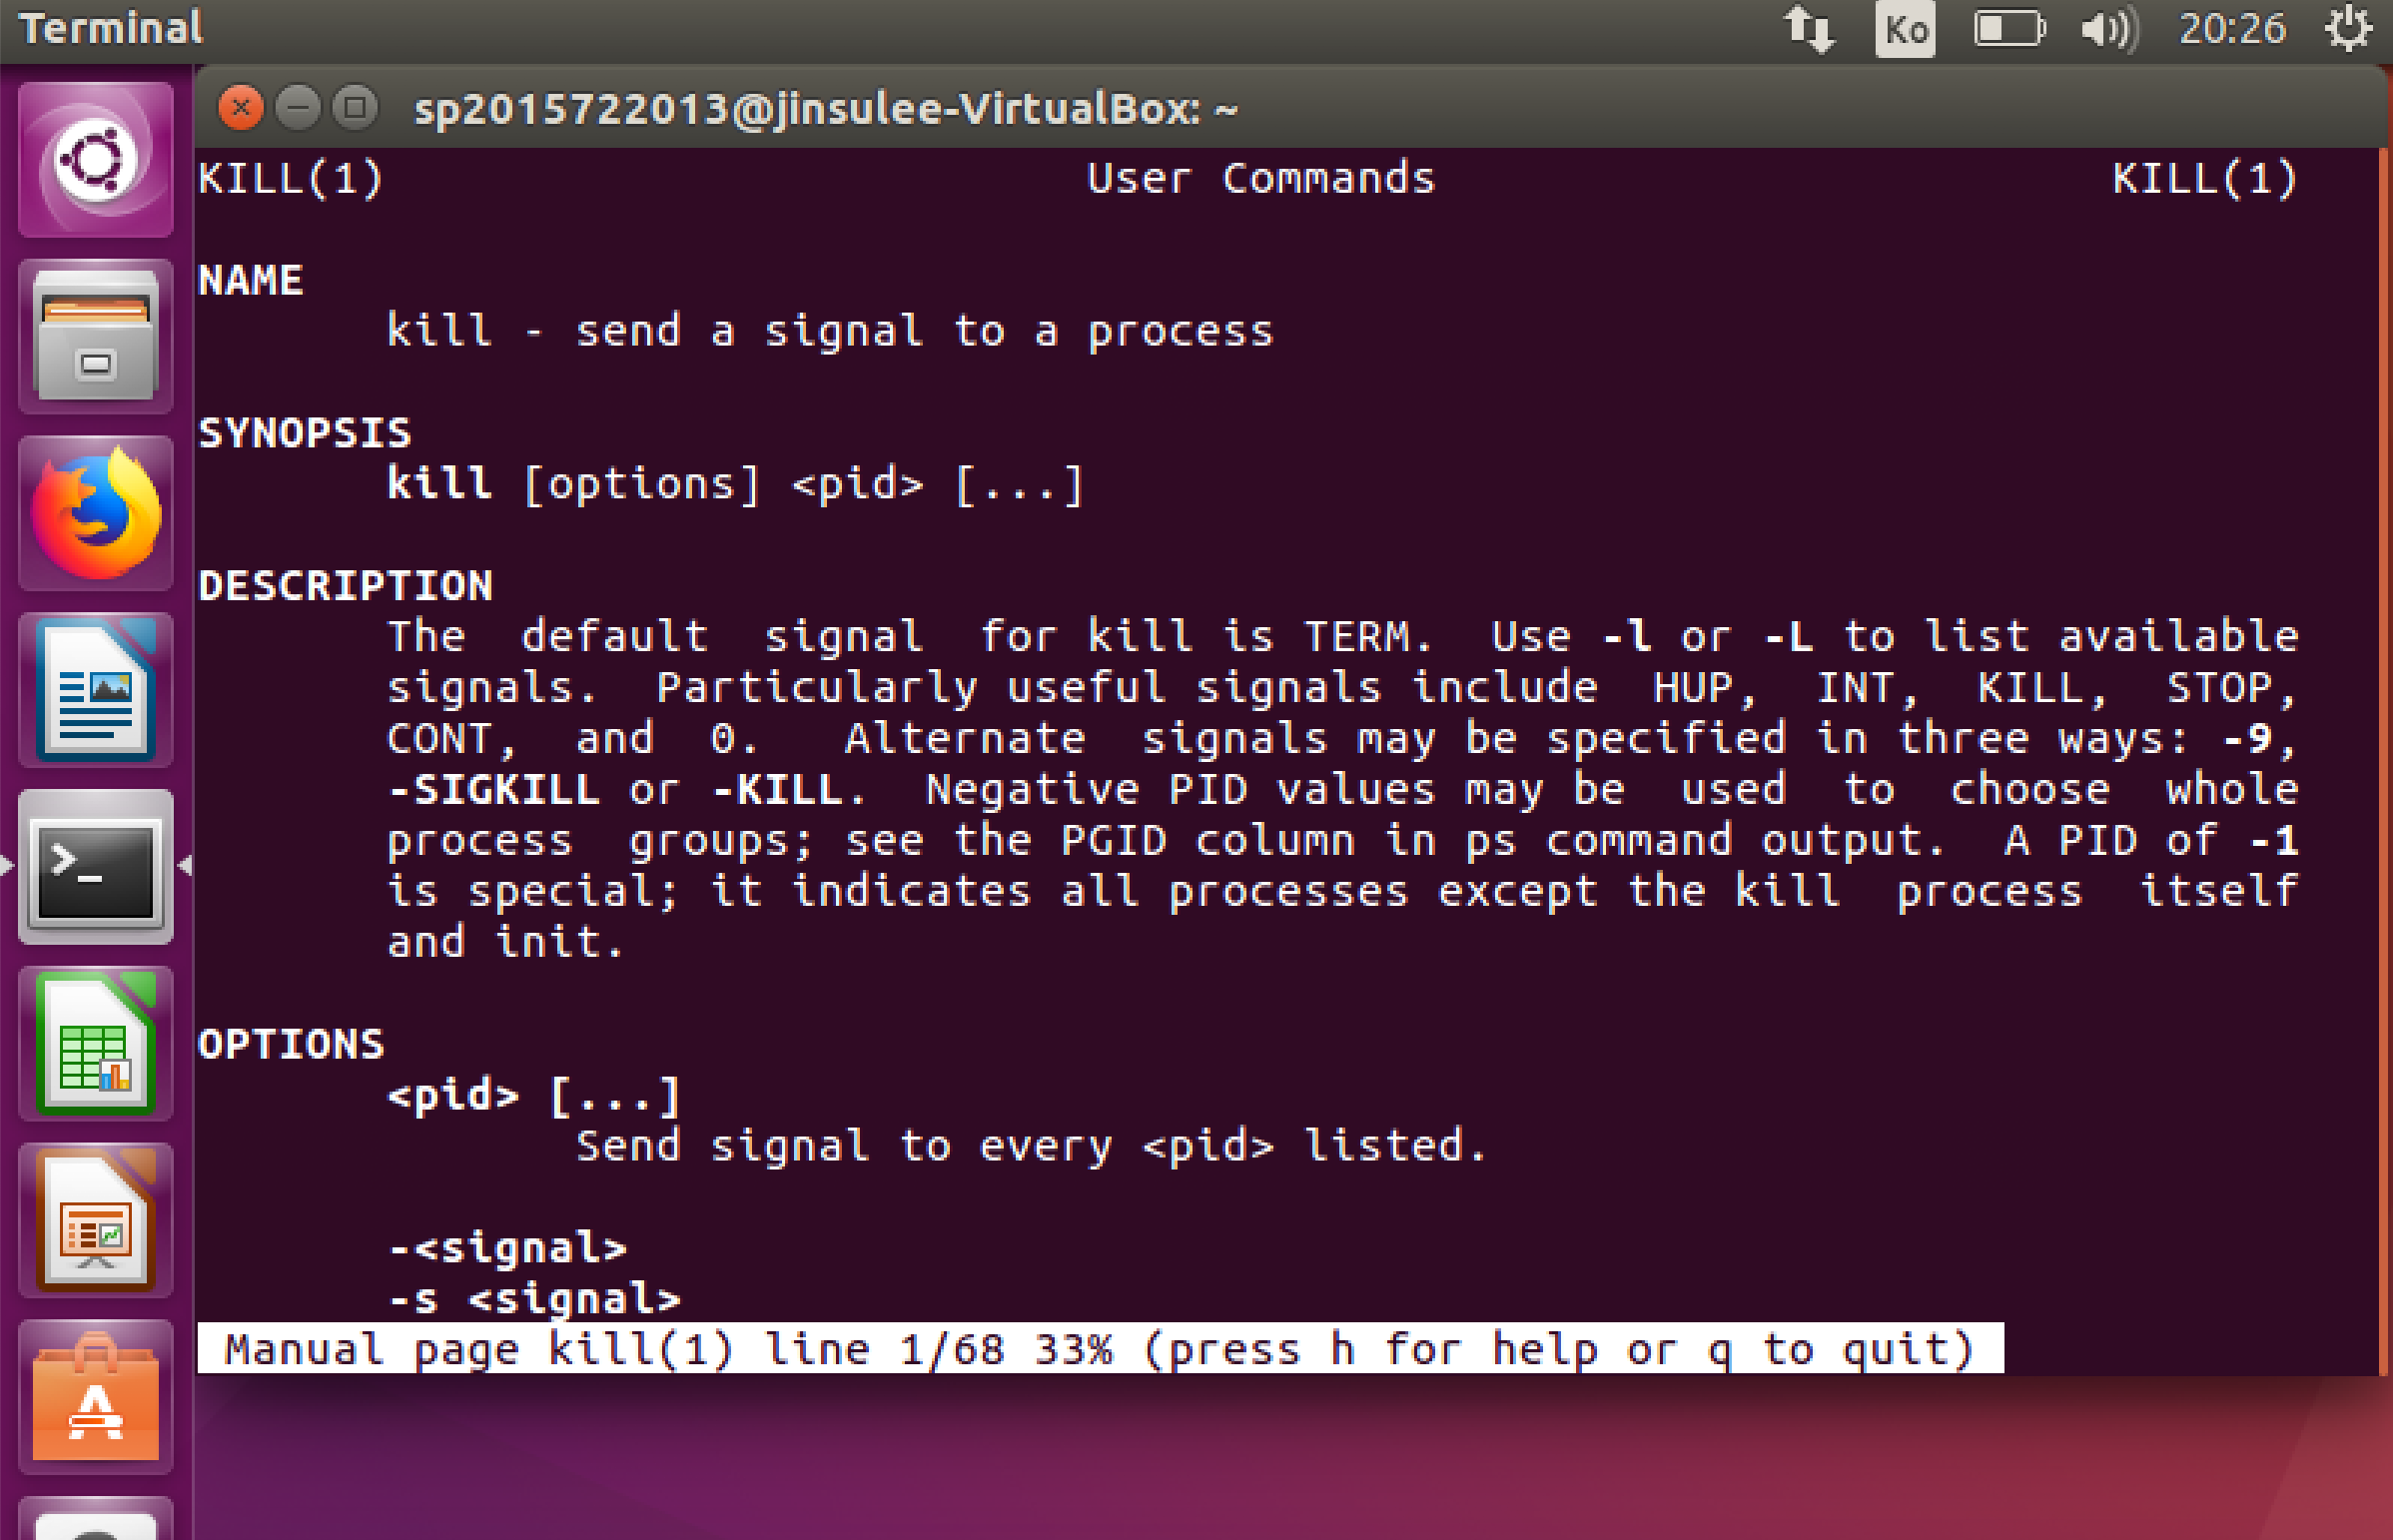 Terminal
Ko
20:26
sp2015722013@jinsulee-VirtualBox: ~
KILL(1) User Commands KILL(1)
NAME
kill - send a signal to a process
SYNOPSIS
kill [options] <pid> [...]
DESCRIPTION
The default signal for kill is TERM. Use -l or -L to list available
signals. Particularly useful signals include HUP, INT, KILL, STOP,
CONT, and 0. Alternate signals may be specified in three ways: -9,
-SIGKILL or -KILL. Negative PID values may be used to choose whole
process groups; see the PGID column in ps command output. A PID of -1
is special; it indicates all processes except the kill process itself
and init.
OPTIONS
<pid> [...]
Send signal to every <pid> listed.
-<signal>
-s <signal>
Manual page kill(1) line 1/68 33% (press h for help or q to quit)